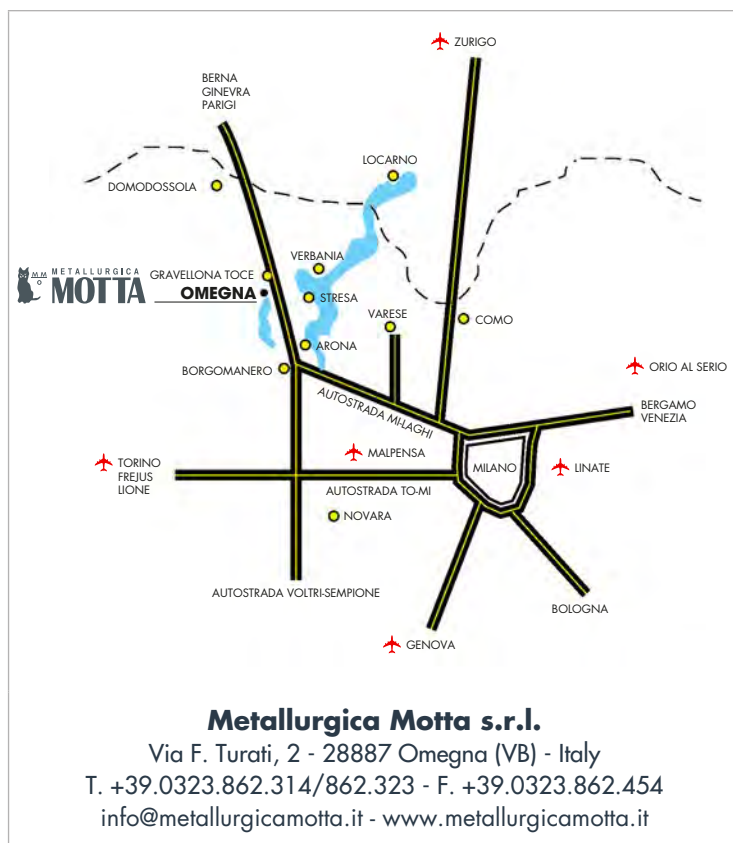 ZURIGO
BERNA
GINEVRA
PARIGI
LOCARNO
DOMODOSSOLA
VERBANIA
MM METALLURGICA
MOTTA
GRAVELLONA TOCE
OMEGNA
STRESA
VARESE
COMO
ARONA
BORGOMANERO
ORIO AL SERIO
AUTOSTRADA MI-LAGHI
BERGAMO
VENEZIA
MALPENSA
TORINO
FREJUS
LIONE
MILANO
LINATE
AUTOSTRADA TO-MI
NOVARA
AUTOSTRADA VOLTRI-SEMPIONE
BOLOGNA
GENOVA
Metallurgica Motta s.r.l.
Via F. Turati, 2 - 28887 Omegna (VB) - Italy
T. +39.0323.862.314/862.323 - F. +39.0323.862.454
info@metallurgicamotta.it - www.metallurgicamotta.it